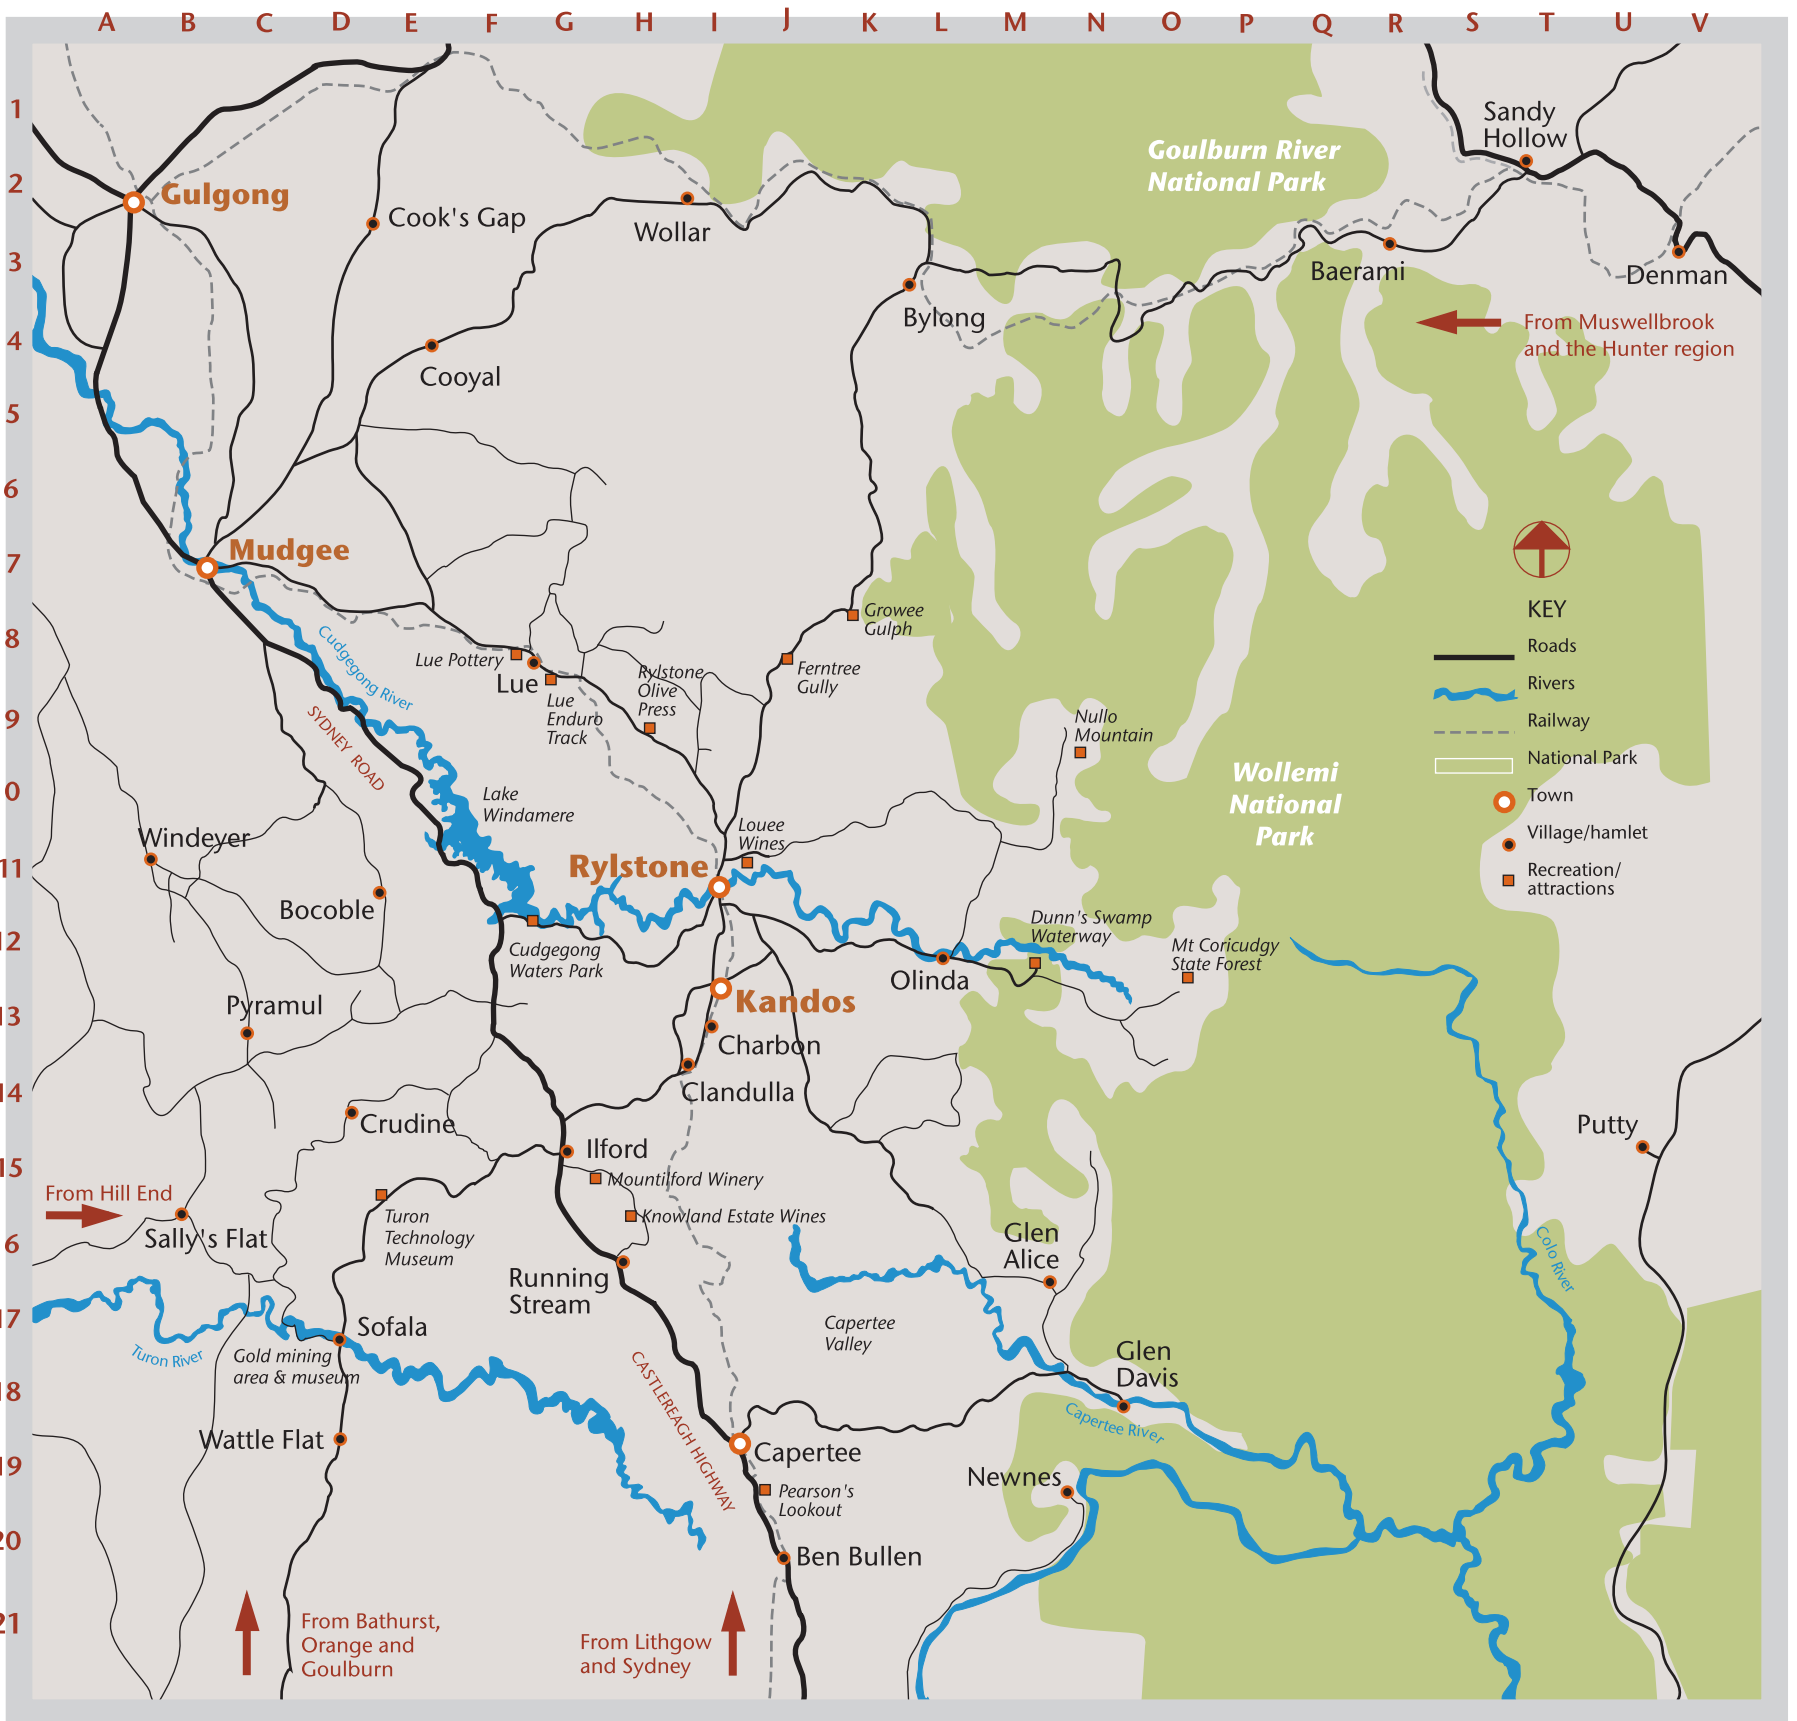 A B C D E F G H I J K L M N O P Q R S T U V
1
2
3
4
5
6
7
8
9
0
11
12
13
14
15
6
17
18
19
20
21
Sandy
Hollow
Goulburn River
National Park
Gulgong
Cook's Gap
Wollar
Baerami
Denman
Bylong
From Muswellbrook
and the Hunter region
Cooyal
Mudgee
KEY
Roads
Rivers
Railway
National Park
Town
Village/hamlet
Recreation/
attractions
Growee
Gulph
Cudgegong River
Lue Pottery
Lue
Rylstone
Olive
Press
Ferntree
Gully
Lue
Enduro
Track
SYDNEY ROAD
Nullo
Mountain
Wollemi
National
Park
Lake
Windamere
Windeyer
Louee
Wines
Rylstone
Bocoble
Dunn's Swamp
Waterway
Mt Coricudgy
State Forest
Cudgegong
Waters Park
Olinda
Pyramul
Kandos
Charbon
Clandulla
Crudine
Putty
Ilford
Mountilford Winery
From Hill End
Knowland Estate Wines
Turon
Technology
Museum
Sally's Flat
Glen
Alice
Colo River
Running
Stream
Sofala
Capertee
Valley
Turon River
Gold mining
area & museum
Glen
Davis
CASTLEREAGH HIGHWAY
Capertee River
Wattle Flat
Capertee
Newnes
Pearson's
Lookout
Ben Bullen
From Bathurst,
Orange and
Goulburn
From Lithgow
and Sydney